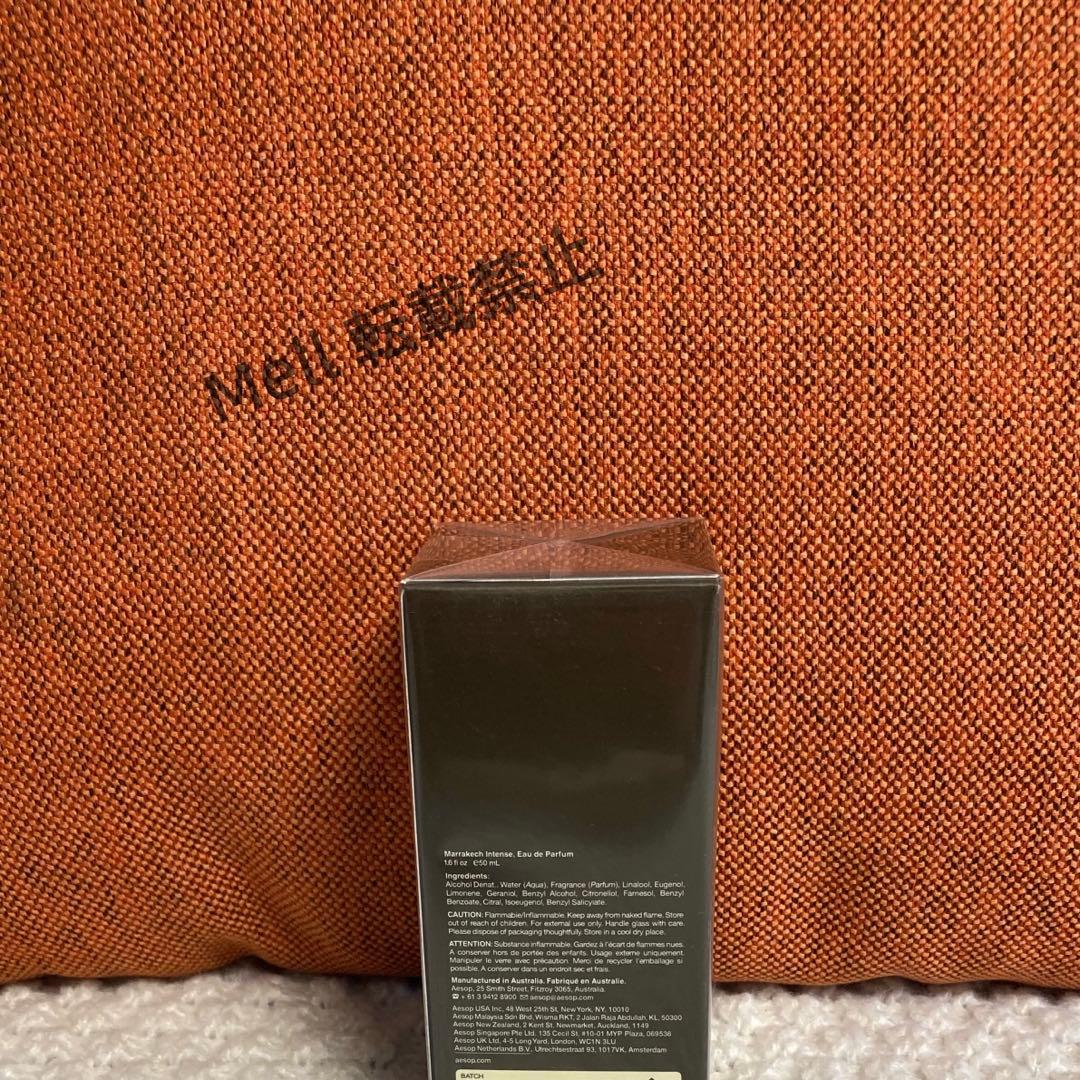 Mell 転載禁止
Marrakech Intense, Eau de Parfum
1.6 fl oz ℮50 mL
Ingredients:
Alcohol Denat., Water (Aqua), Fragrance (Parfum), Linalool, Eugenol,
Limonene, Geraniol, Benzyl Alcohol, Citronellol, Farnesol, Benzyl
Benzoate, Citral, Isoeugenol, Benzyl Salicylate.
CAUTION: Flammable/Inflammable. Keep away from naked flame. Store
out of reach of children. For external use only. Handle glass with care.
Please dispose of packaging thoughtfully. Store in a cool dry place.
ATTENTION: Substance inflammable. Gardez à l'écart de flammes nues.
A conserver hors de portée des enfants. Usage externe uniquement.
Manipuler le verre avec précaution. Merci de recycler l'emballage si
possible. A conserver dans un endroit sec et frais.
Manufactured in Australia. Fabriqué en Australie.
Aesop, 25 Smith Street, Fitzroy 3065, Australia.
☎ + 61 3 9412 8900 ✉ aesop@aesop.com
Aesop USA Inc, 48 West 25th St, New York, NY, 10010
Aesop Malaysia Sdn Bhd, Wisma RKT, 2 Jalan Raja Abdullah, KL, 50300
Aesop New Zealand, 2 Kent St, Newmarket, Auckland, 1149
Aesop Singapore Pte Ltd, 135 Cecil St, #10-01 MYP Plaza, 069536
Aesop UK Ltd, 4-5 Long Yard, London, WC1N 3LU
Aesop Netherlands B.V., Utrechtsestraat 93, 1017VK, Amsterdam
aesop.com
BATCH